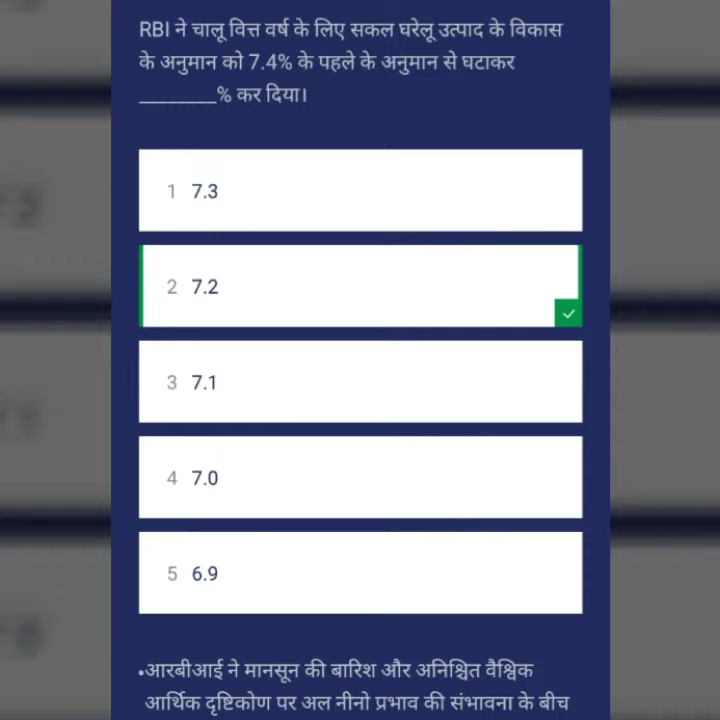 RBI ने चालू वित्त वर्ष के लिए सकल घरेलू उत्पाद के विकास
के अनुमान को 7.4% के पहले के अनुमान से घटाकर
________% कर दिया।
1 7.3
2 7.2
3 7.1
4 7.0
5 6.9
•आरबीआई ने मानसून की बारिश और अनिश्चित वैश्विक
आर्थिक दृष्टिकोण पर अल नीनो प्रभाव की संभावना के बीच